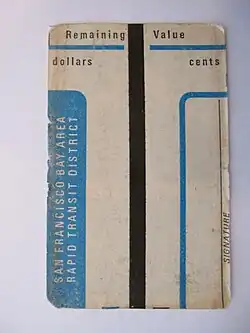 Remaining Value
dollars cents
SAN FRANCISCO BAY AREA
RAPID TRANSIT DISTRICT
SIGNATURE